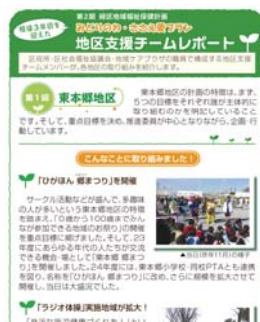 推進3年目を
迎えた
第2期 緑区地域福祉保健計画
みどりのわ・ささえ愛プラン
地区支援チームレポート
区役所・区社会福祉協議会・地域ケアプラザの職員で構成する地区支援
チームメンバーが、各地区の取り組みを紹介します。
第1回 東本郷地区
東本郷地区の計画の特徴は、まず、
5つの目標をそれぞれ誰が主体的に
取り組むのかを明記していること
です。そして、重点目標を決め、推進委員が中心となりながら、企画・行
動しています。
こんなことに取り組みました!
「ひがほん 郷まつり」を開催
サークル活動などが盛んで、多趣味
の人が多いという東本郷地区の特徴
を踏まえ、「0歳から100歳までみん
なが参加できる地域のお祭り」の開催
を重点目標に掲げました。そして、23
年度にあらゆる年代の人たちが交流
できる機会・場として「東本郷 郷まつ
り」を開催しました。24年度には、東本郷小学校・同校PTAとも連携
を図り、名称を「ひがほん 郷まつり」に改め、さらに規模を拡大させて
開催し、当日は大盛況でした。
▲当日(昨年11月)の様子
「ラジオ体操」実施地域が拡大!